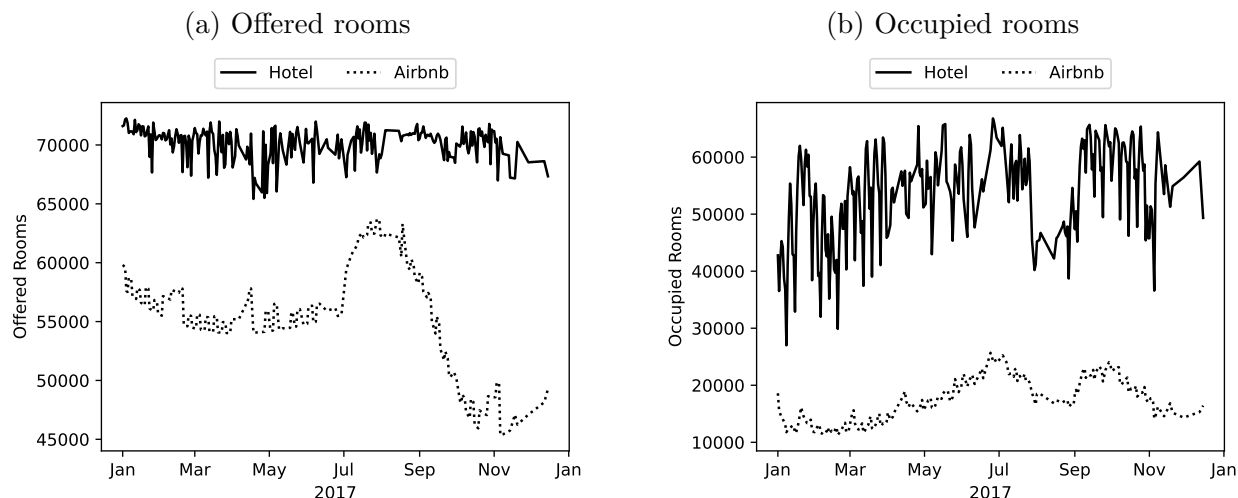 (a) Offered rooms
Hotel Airbnb
70000
65000
60000
55000
50000
45000
Offered Rooms
Jan Mar May Jul Sep Nov Jan
2017
(b) Occupied rooms
Hotel Airbnb
60000
50000
40000
30000
20000
10000
Occupied Rooms
Jan Mar May Jul Sep Nov Jan
2017